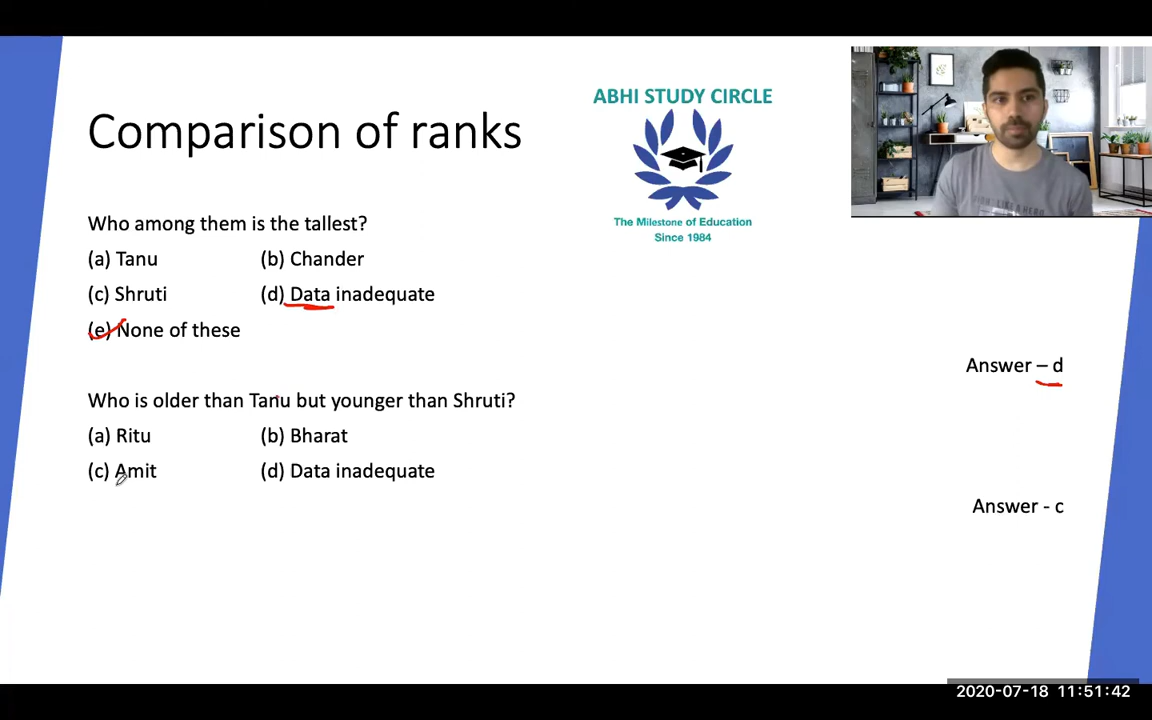 ABHI STUDY CIRCLE
Comparison of ranks
The Milestone of Education
Since 1984
Who among them is the tallest?
(a) Tanu (b) Chander
(c) Shruti (d) Data inadequate
(e) None of these
Answer – d
Who is older than Tanu but younger than Shruti?
(a) Ritu (b) Bharat
(c) Amit (d) Data inadequate
Answer - c
2020-07-18 11:51:42